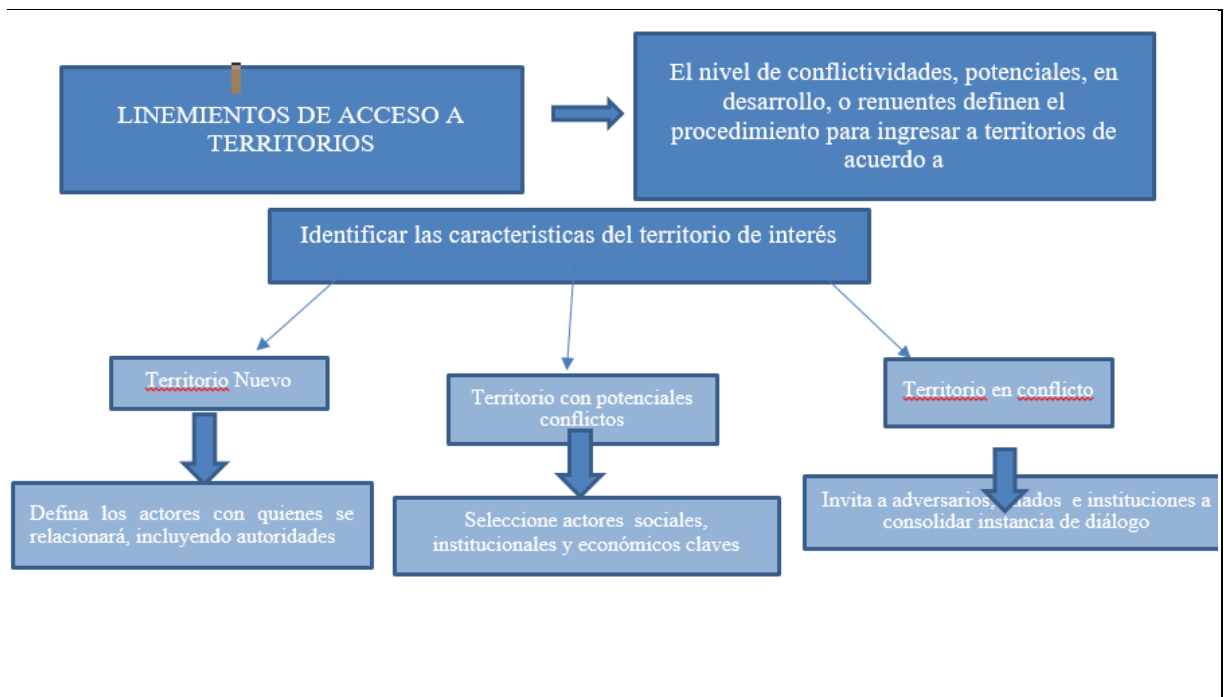 LINEMIENTOS DE ACCESO A
TERRITORIOS
El nivel de conflictividades, potenciales, en
desarrollo, o renuentes definen el
procedimiento para ingresar a territorios de
acuerdo a
Identificar las caracteristicas del territorio de interés
Territorio Nuevo
Territorio con potenciales
conflictos
Territorio en conflicto
Defina los actores con quienes se
relacionará, incluyendo autoridades
Seleccione actores sociales,
institucionales y económicos claves
Invita a adversarios, e instituciones a
consolidar instancia de diálogo